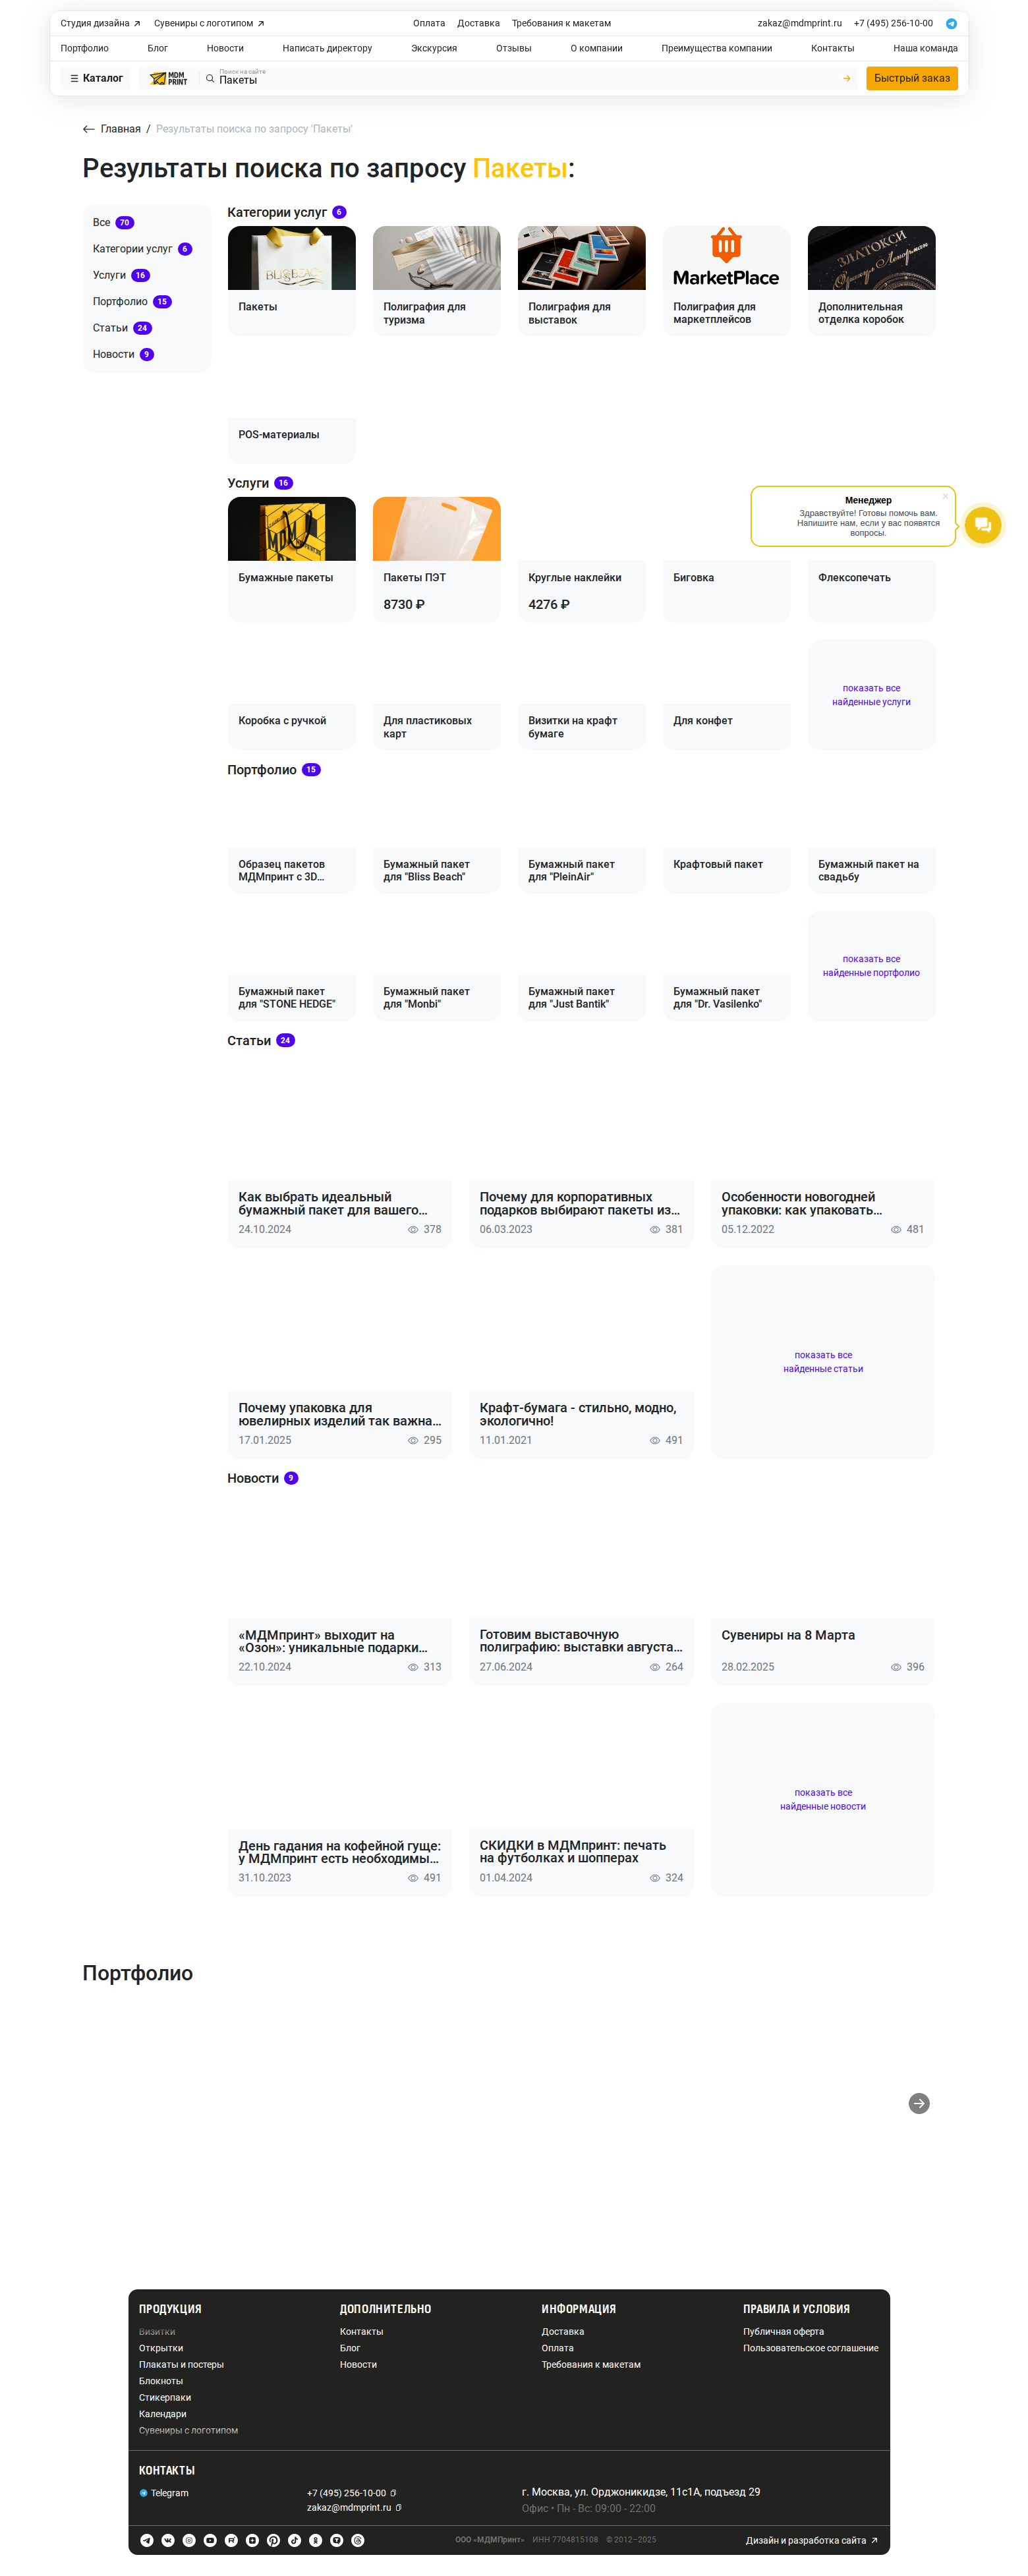 Студия дизайна
Сувениры с логотипом
Оплата
Доставка
Требования к макетам
zakaz@mdmprint.ru
+7 (495) 256-10-00
Портфолио
Блог
Новости
Написать директору
Экскурсия
Отзывы
О компании
Преимущества компании
Контакты
Наша команда
Каталог
MDM
PRINT
Поиск на сайте
Пакеты
Быстрый заказ
Главная / Результаты поиска по запросу 'Пакеты'
Результаты поиска по запросу Пакеты:
Все 70
Категории услуг 6
Услуги 16
Портфолио 15
Статьи 24
Новости 9
Категории услуг 6
MarketPlace
Пакеты
Полиграфия для
туризма
Полиграфия для
выставок
Полиграфия для
маркетплейсов
Дополнительная
отделка коробок
POS-материалы
Услуги 16
Менеджер
Здравствуйте! Готовы помочь вам.
Напишите нам, если у вас появятся
вопросы.
Бумажные пакеты
Пакеты ПЭТ
8730 ₽
Круглые наклейки
4276 ₽
Биговка
Флексопечать
Коробка с ручкой
Для пластиковых
карт
Визитки на крафт
бумаге
Для конфет
показать все
найденные услуги
Портфолио 15
Образец пакетов
МДМпринт с 3D...
Бумажный пакет
для "Bliss Beach"
Бумажный пакет
для "PleinAir"
Крафтовый пакет
Бумажный пакет на
свадьбу
Бумажный пакет
для "STONE HEDGE"
Бумажный пакет
для "Monbi"
Бумажный пакет
для "Just Bantik"
Бумажный пакет
для "Dr. Vasilenko"
показать все
найденные портфолио
Статьи 24
Как выбрать идеальный
бумажный пакет для вашего...
24.10.2024 378
Почему для корпоративных
подарков выбирают пакеты из...
06.03.2023 381
Особенности новогодней
упаковки: как упаковать...
05.12.2022 481
Почему упаковка для
ювелирных изделий так важна...
17.01.2025 295
Крафт-бумага - стильно, модно,
экологично!
11.01.2021 491
показать все
найденные статьи
Новости 9
«МДМпринт» выходит на
«Озон»: уникальные подарки...
22.10.2024 313
Готовим выставочную
полиграфию: выставки августа...
27.06.2024 264
Сувениры на 8 Марта
28.02.2025 396
День гадания на кофейной гуще:
у МДМпринт есть необходимы...
31.10.2023 491
СКИДКИ в МДМпринт: печать
на футболках и шопперах
01.04.2024 324
показать все
найденные новости
Портфолио
ПРОДУКЦИЯ
Визитки
Открытки
Плакаты и постеры
Блокноты
Стикерпаки
Календари
Сувениры с логотипом
ДОПОЛНИТЕЛЬНО
Контакты
Блог
Новости
ИНФОРМАЦИЯ
Доставка
Оплата
Требования к макетам
ПРАВИЛА И УСЛОВИЯ
Публичная оферта
Пользовательское соглашение
КОНТАКТЫ
Telegram
+7 (495) 256-10-00
zakaz@mdmprint.ru
г. Москва, ул. Орджоникидзе, 11с1А, подъезд 29
Офис • Пн - Вс: 09:00 - 22:00
ООО «МДМПринт» ИНН 7704815108 © 2012–2025
Дизайн и разработка сайта